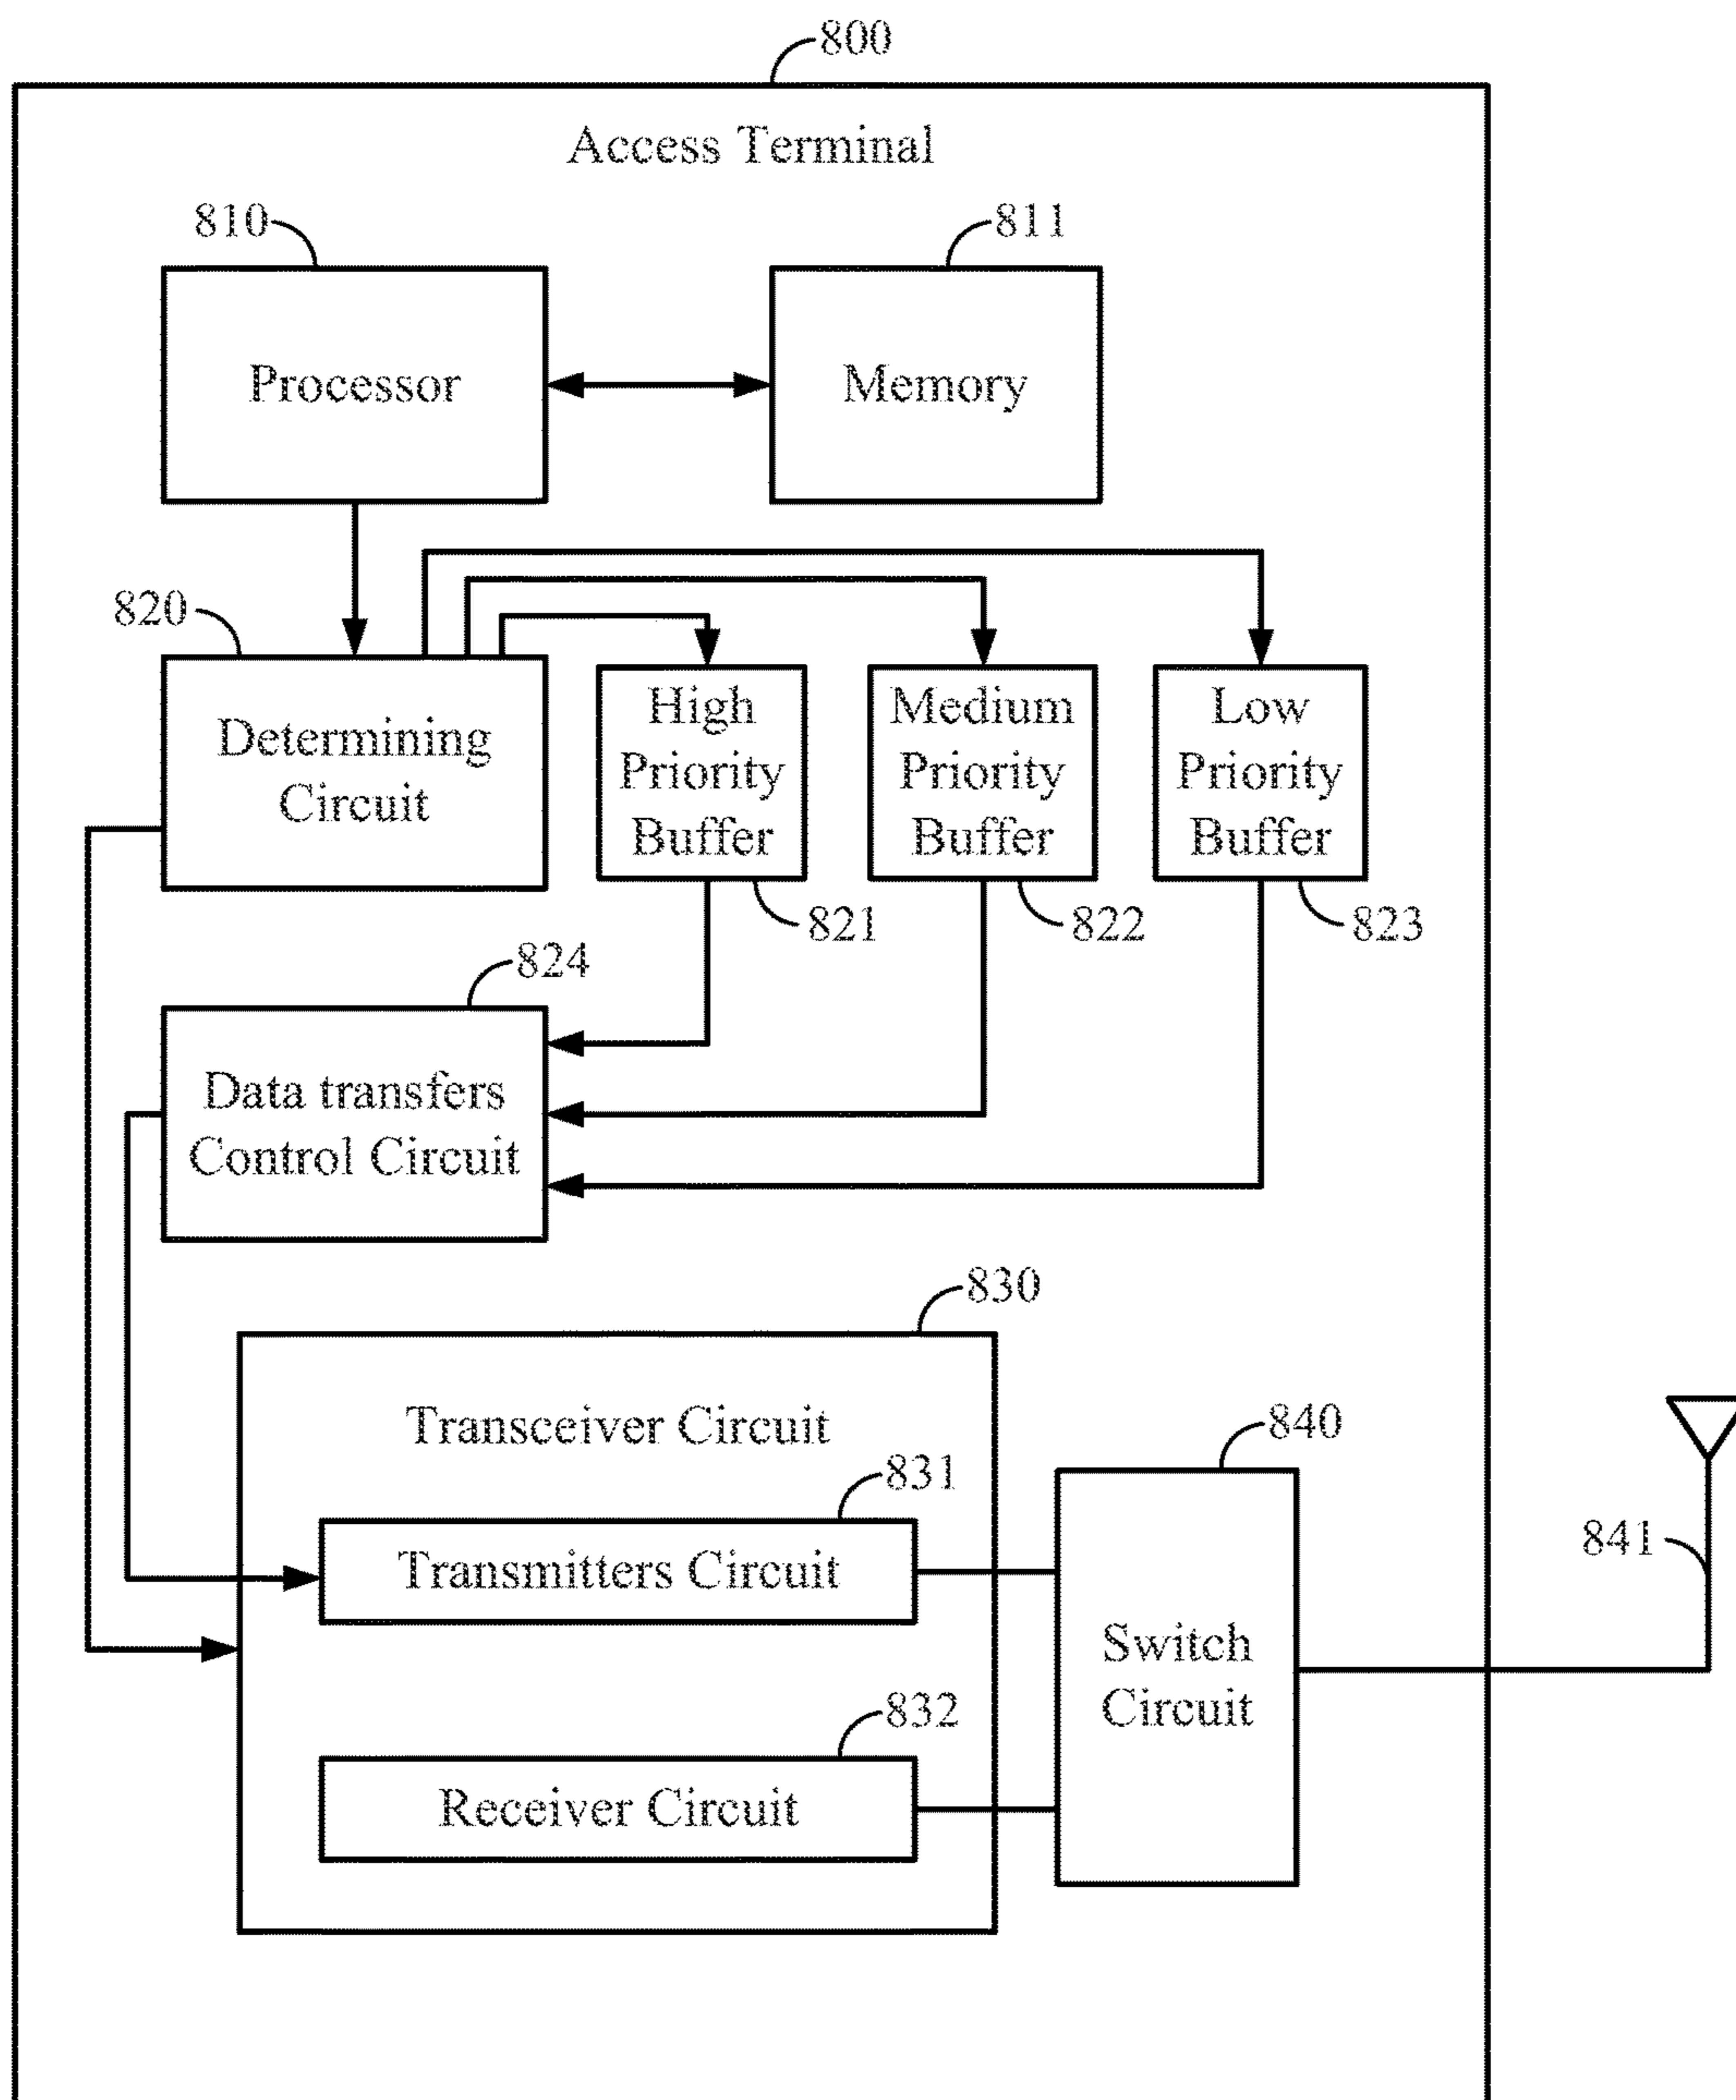 800
Access Terminal
810
811
Processor
Memory
820
Determining
Circuit
High
Priority
Buffer
Medium
Priority
Buffer
Low
Priority
Buffer
821
822
823
824
Data transfers
Control Circuit
830
Transceiver Circuit
831
Transmitters Circuit
832
Receiver Circuit
840
Switch
Circuit
841